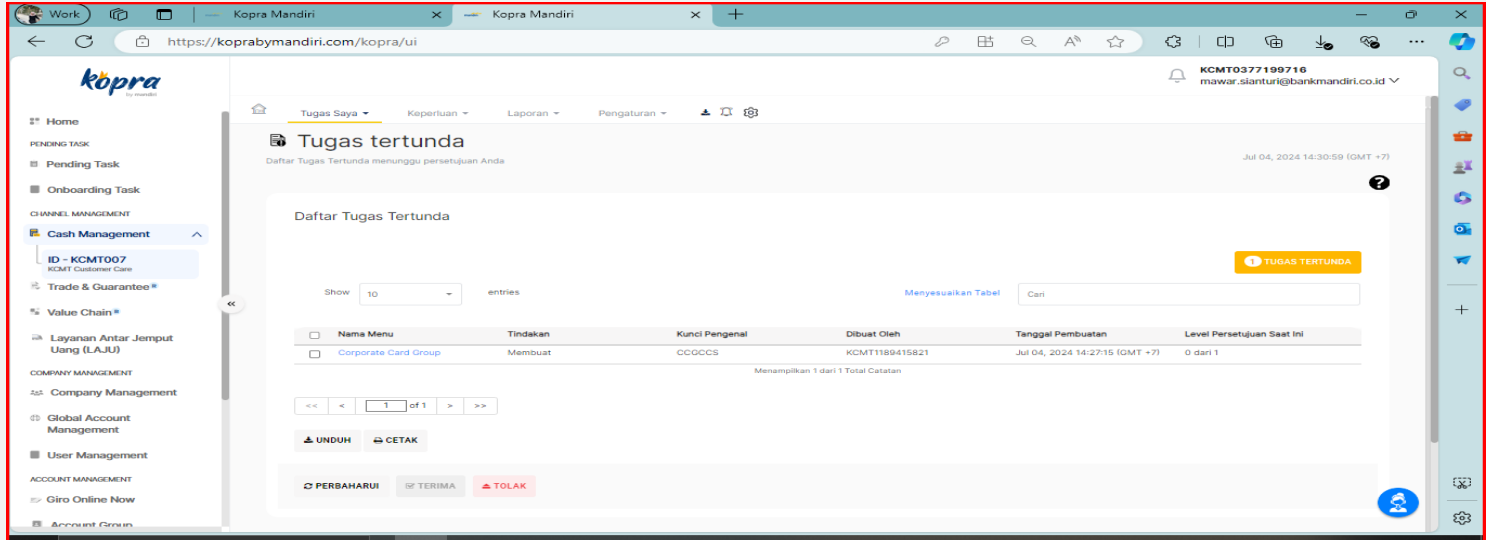 Work
Kopra Mandiri
Kopra Mandiri
https://koprabymandiri.com/kopra/ui
kopra
by mandiri
KCMT0377199716
mawar.sianturi@bankmandiri.co.id
Home
PENDING TASK
Pending Task
Onboarding Task
CHANNEL MANAGEMENT
Cash Management
ID - KCMT007
KCMT Customer Care
Trade & Guarantee
Value Chain
Layanan Antar Jemput
Uang (LAJU)
COMPANY MANAGEMENT
Company Management
Global Account
Management
User Management
ACCOUNT MANAGEMENT
Giro Online Now
Account Group
Tugas Saya Keperluan Laporan Pengaturan
Tugas tertunda
Daftar Tugas Tertunda menunggu persetujuan Anda
Jul 04, 2024 14:30:59 (GMT +7)
Daftar Tugas Tertunda
1 TUGAS TERTUNDA
Show 10 entries Menyesuaikan Tabel Cari
Nama Menu Tindakan Kunci Pengenal Dibuat Oleh Tanggal Pembuatan Level Persetujuan Saat Ini
Corporate Card Group Membuat CCGCCS KCMT1189415821 Jul 04, 2024 14:27:15 (GMT +7) 0 dari 1
Menampilkan 1 dari 1 Total Catatan
<< < 1 of 1 > >>
UNDUH CETAK
PERBAHARUI TERIMA TOLAK